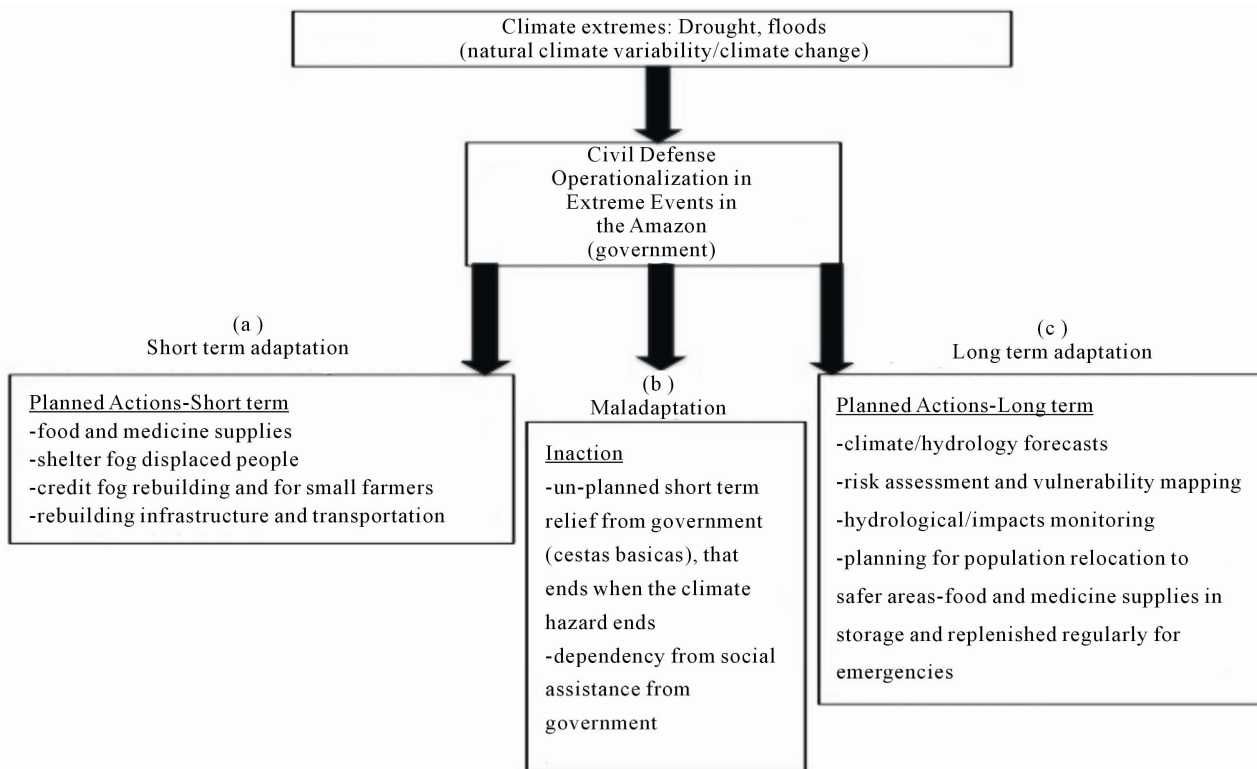 Climate extremes: Drought, floods
(natural climate variability/climate change)
Civil Defense
Operationalization in
Extreme Events in
the Amazon
(government)
(a )
Short term adaptation
Planned Actions-Short term
-food and medicine supplies
-shelter fog displaced people
-credit fog rebuilding and for small farmers
-rebuilding infrastructure and transportation
(b )
Maladaptation
Inaction
-un-planned short term
relief from government
(cestas basicas), that
ends when the climate
hazard ends
-dependency from social
assistance from
government
(c )
Long term adaptation
Planned Actions-Long term
-climate/hydrology forecasts
-risk assessment and vulnerability mapping
-hydrological/impacts monitoring
-planning for population relocation to
safer areas-food and medicine supplies in
storage and replenished regularly for
emergencies